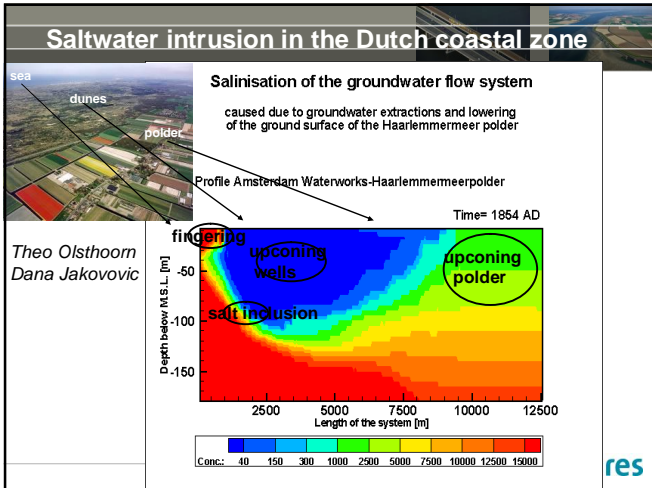 Saltwater intrusion in the Dutch coastal zone
sea
dunes
polder
Salinisation of the groundwater flow system
caused due to groundwater extractions and lowering
of the ground surface of the Haarlemmermeer polder
Profile Amsterdam Waterworks-Haarlemmermeerpolder
Time= 1854 AD
Theo Olsthoorn
Dana Jakovovic
fingering
upconing
wells
upconing
polder
salt inclusion
Depth below M.S.L. [m]
-50
-100
-150
2500 5000 7500 10000 12500
Length of the system [m]
Conc.: 40 150 300 1000 2500 5000 7500 10000 12500 15000
res